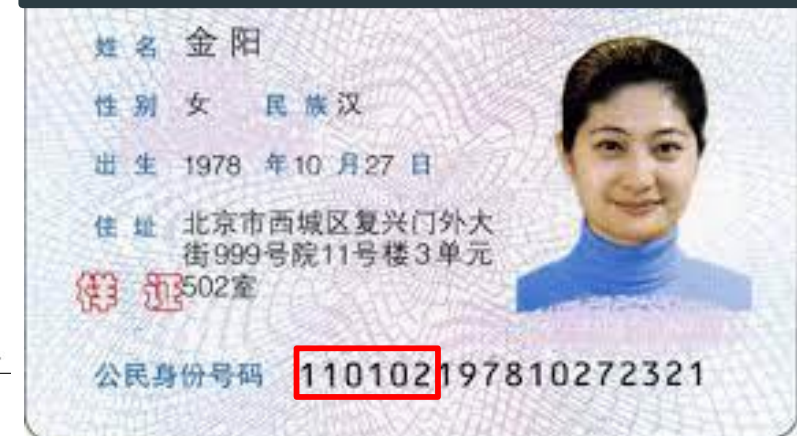 姓名 金阳
性别 女 民族 汉
出生 1978 年 10 月 27 日
住址 北京市西城区复兴门外大
街999号院11号楼3单元
502室
样证
公民身份号码 110102197810272321